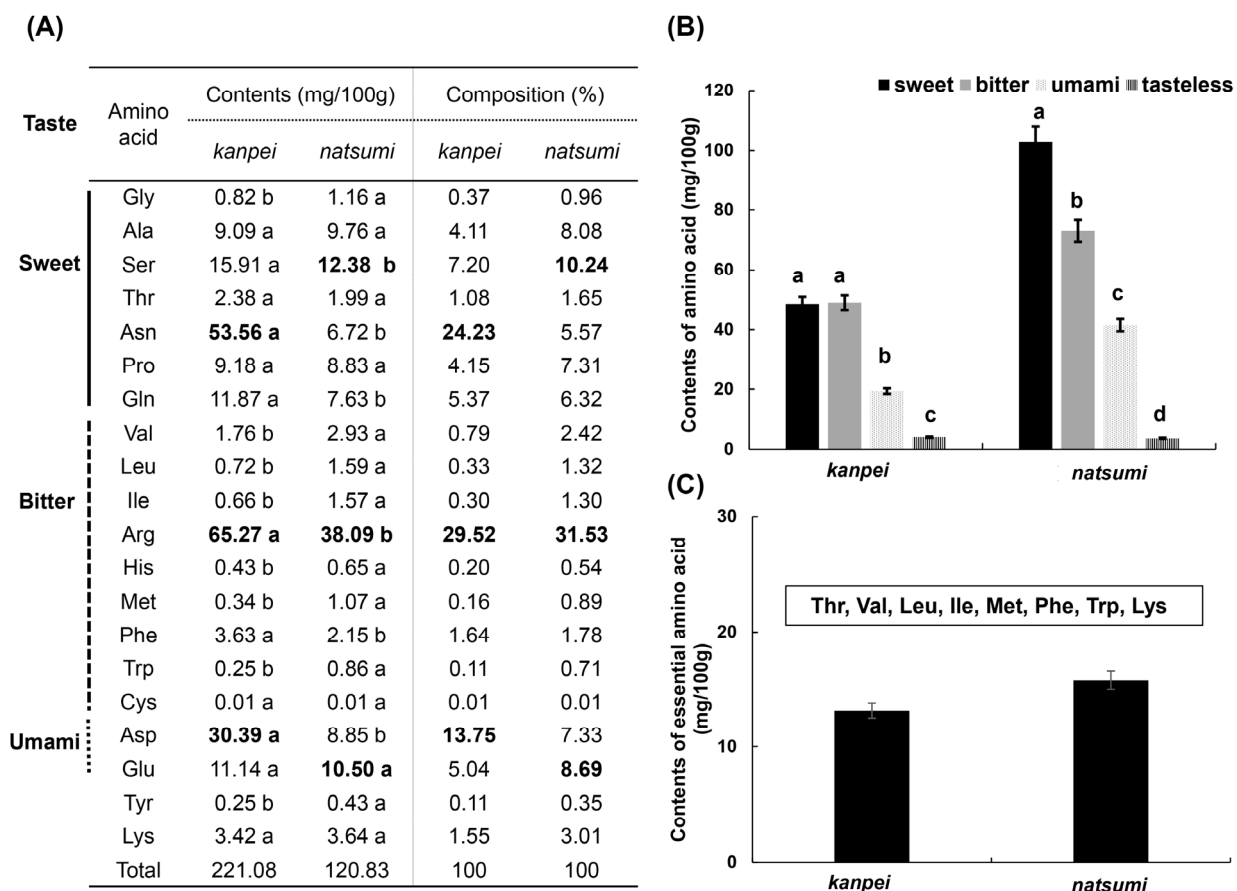 (A)
Taste Amino acid Contents (mg/100g) Composition (%)
kanpei natsumi kanpei natsumi
Sweet
Gly 0.82 b 1.16 a 0.37 0.96
Ala 9.09 a 9.76 a 4.11 8.08
Ser 15.91 a 12.38 b 7.20 10.24
Thr 2.38 a 1.99 a 1.08 1.65
Asn 53.56 a 6.72 b 24.23 5.57
Pro 9.18 a 8.83 a 4.15 7.31
Gln 11.87 a 7.63 b 5.37 6.32
Bitter
Val 1.76 b 2.93 a 0.79 2.42
Leu 0.72 b 1.59 a 0.33 1.32
Ile 0.66 b 1.57 a 0.30 1.30
Arg 65.27 a 38.09 b 29.52 31.53
His 0.43 b 0.65 a 0.20 0.54
Met 0.34 b 1.07 a 0.16 0.89
Phe 3.63 a 2.15 b 1.64 1.78
Trp 0.25 b 0.86 a 0.11 0.71
Cys 0.01 a 0.01 a 0.01 0.01
Umami
Asp 30.39 a 8.85 b 13.75 7.33
Glu 11.14 a 10.50 a 5.04 8.69
Tyr 0.25 b 0.43 a 0.11 0.35
Lys 3.42 a 3.64 a 1.55 3.01
Total 221.08 120.83 100 100
(B)
sweet bitter umami tasteless
Contents of amino acid (mg/100g)
120
100
80
60
40
20
0
a a b c
a b c d
kanpei natsumi
(C)
Contents of essential amino acid
(mg/100g)
30
20
10
0
Thr, Val, Leu, Ile, Met, Phe, Trp, Lys
kanpei natsumi